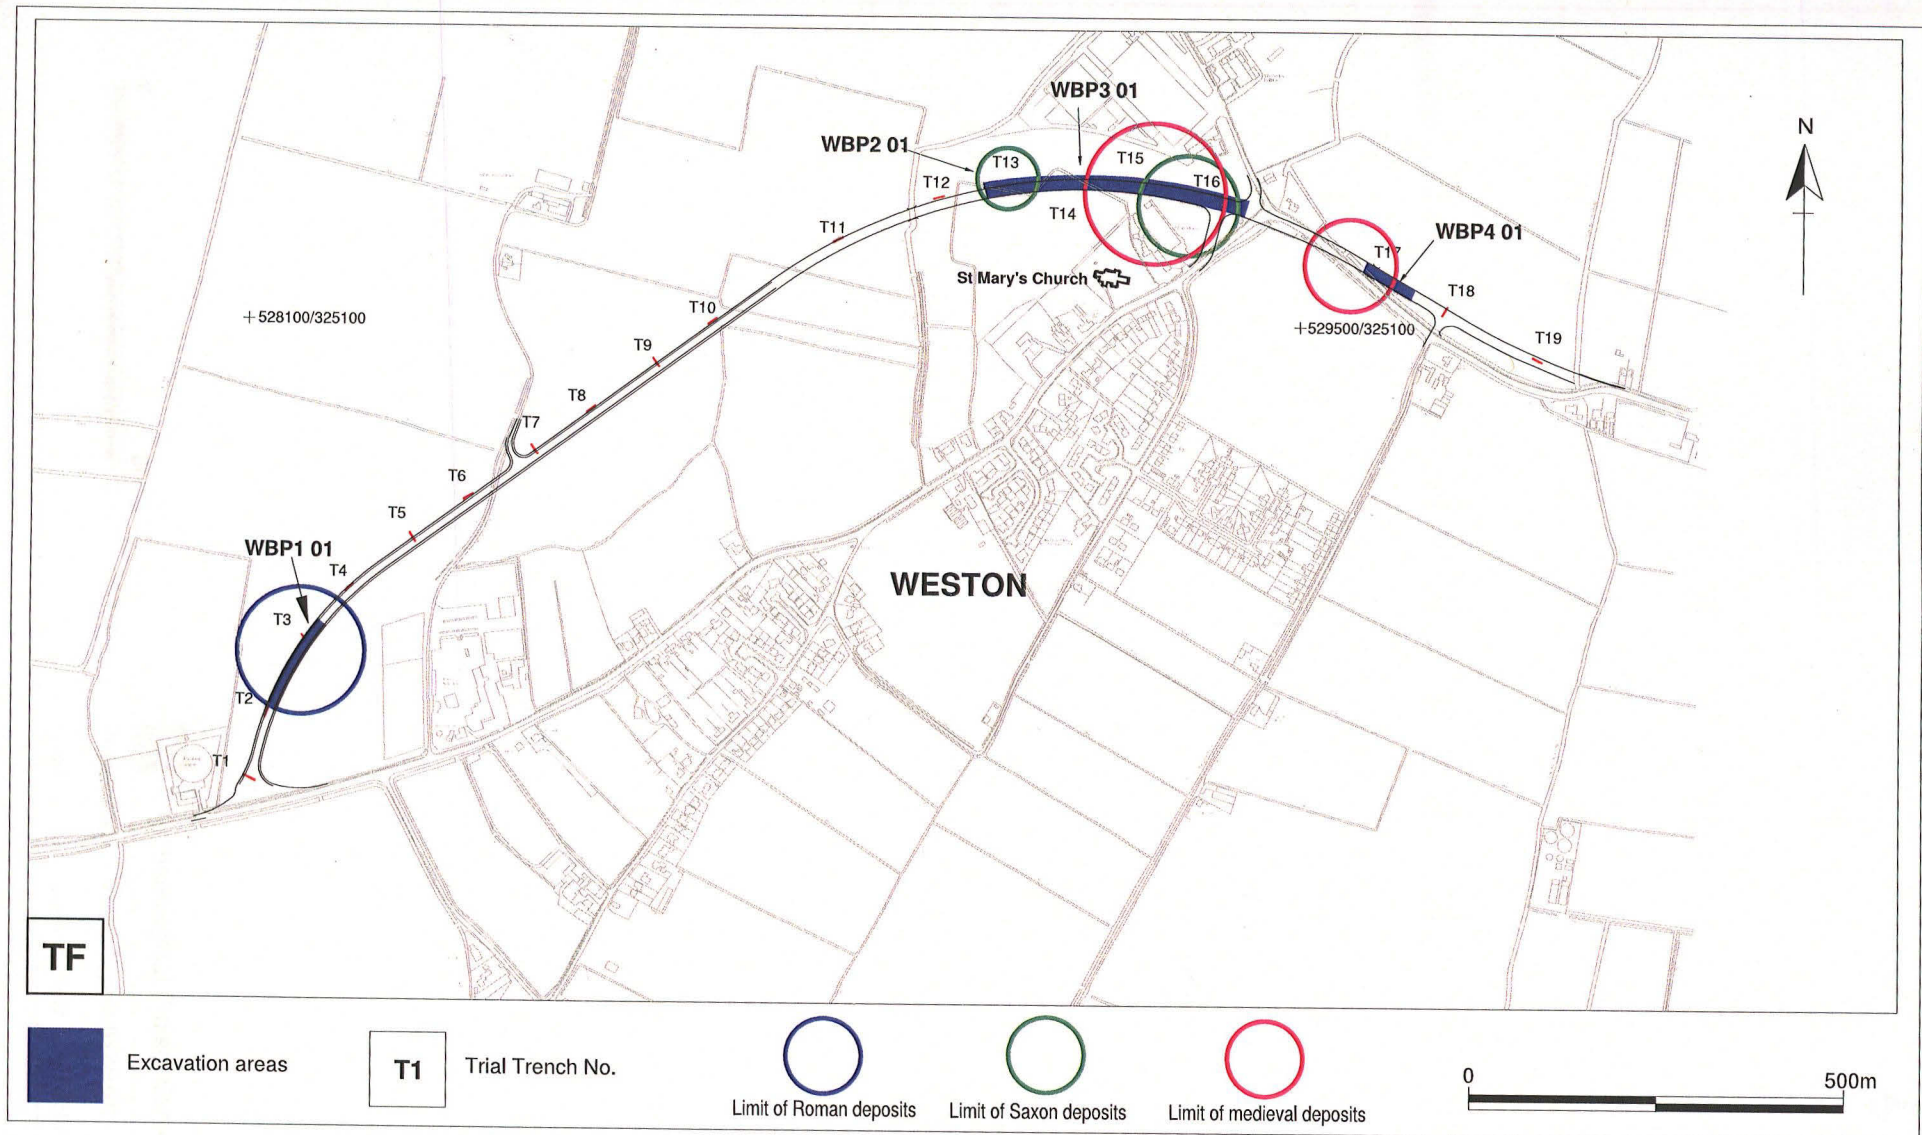 WBP3 01
N
WBP2 01
T13
T15
T12
T16
T14
T11
WBP4 01
T17
St Mary's Church
T18
T10
+528100/325100
+529500/325100
T19
T9
T8
T7
T6
T5
WBP1 01
T4
WESTON
T3
T2
T1
TF
Excavation areas
T1
Trial Trench No.
Limit of Roman deposits
Limit of Saxon deposits
Limit of medieval deposits
0
500m